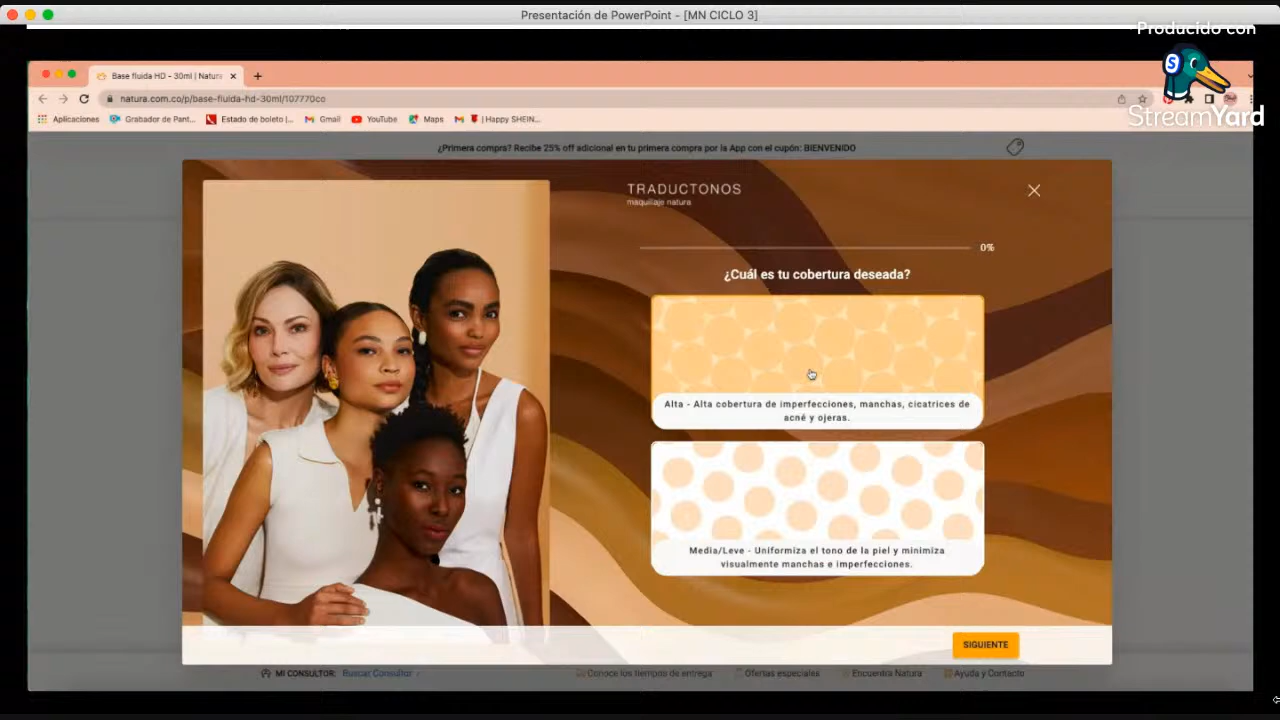 Presentación de PowerPoint - [MN CICLO 3]
Producido con
StreamYard
Base fluida HD - 30ml | Natura
natura.com.co/p/base-fluida-hd-30ml/107770co
Aplicaciones
Grabador de Pant...
Estado de boleto |...
Gmail
YouTube
Maps
| Happy SHEIN...
¿Primera compra? Recibe 25% off adicional en tu primera compra por la App con el cupón: BIENVENIDO
TRADUCTONOS
maquillaje natura
0%
¿Cuál es tu cobertura deseada?
Alta - Alta cobertura de imperfecciones, manchas, cicatrices de
acné y ojeras.
Media/Leve - Uniformiza el tono de la piel y minimiza
visualmente manchas e imperfecciones.
SIGUIENTE
MI CONSULTOR: Buscar Consultor
Conoce los tiempos de entrega
Ofertas especiales
Encuentra Natura
Ayuda y Contacto